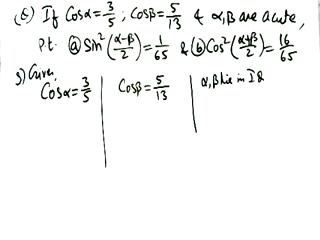 (c) If Cosα = 3/5 ; Cosβ = 5/13 & α, β are acute,
P.t. (a) Sin²((α-β)/2) = 1/65 & (b) Cos²((α+β)/2) = 16/65
s) Given,
Cosα = 3/5 | Cosβ = 5/13 | α, β lie in I Q